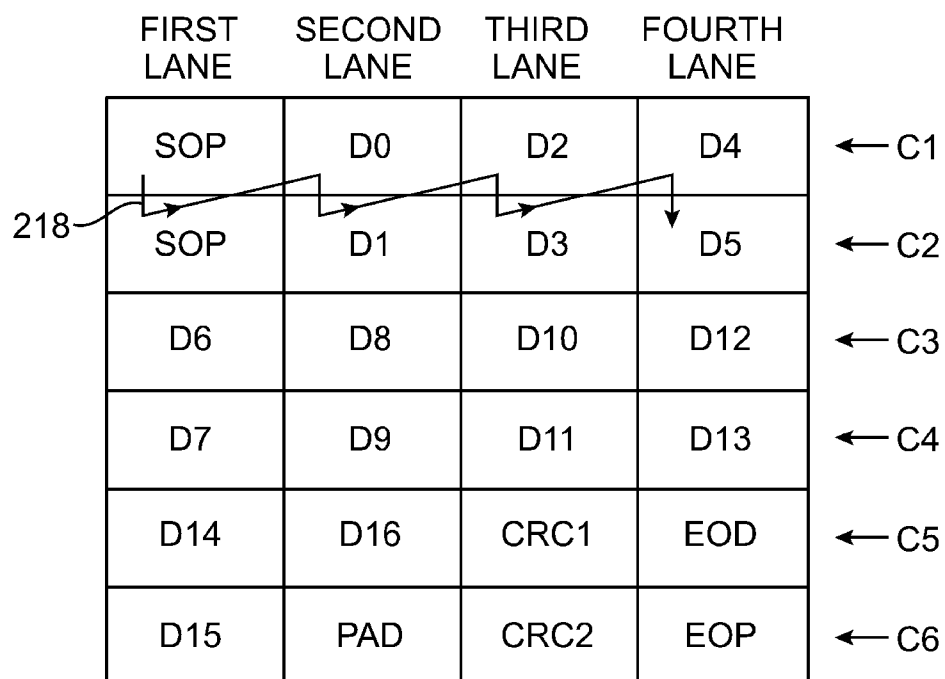 FIRST LANE SECOND LANE THIRD LANE FOURTH LANE
SOP D0 D2 D4 C1
218
SOP D1 D3 D5 C2
D6 D8 D10 D12 C3
D7 D9 D11 D13 C4
D14 D16 CRC1 EOD C5
D15 PAD CRC2 EOP C6